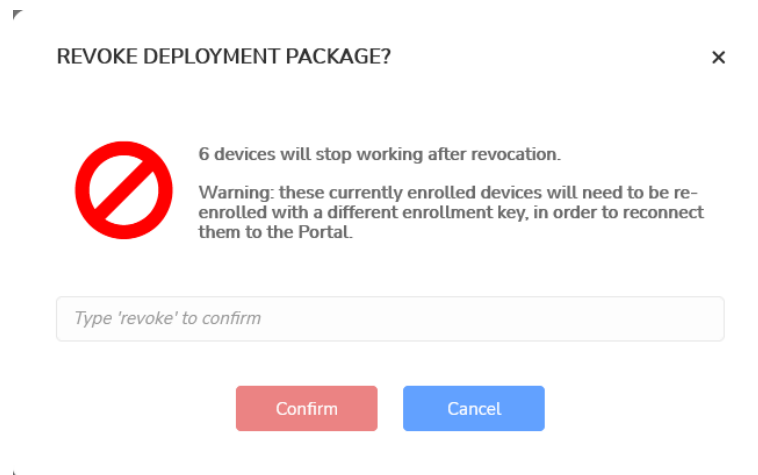 REVOKE DEPLOYMENT PACKAGE?
6 devices will stop working after revocation.
Warning: these currently enrolled devices will need to be re-
enrolled with a different enrollment key, in order to reconnect
them to the Portal.
Type 'revoke' to confirm
Confirm
Cancel